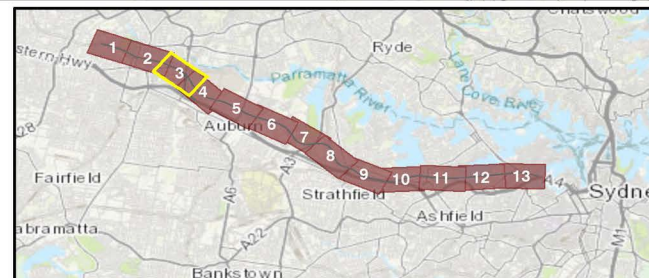 Chatswood
1
2
3
4
5
6
7
8
9
10
11
12
13
stern Hwy
Ryde
Parramatta
River
Lane
Cove River
28
Auburn
A3
Fairfield
A6
Strathfield
A4
Sydne
Ashfield
abramatta
A22
M1
Bankstown